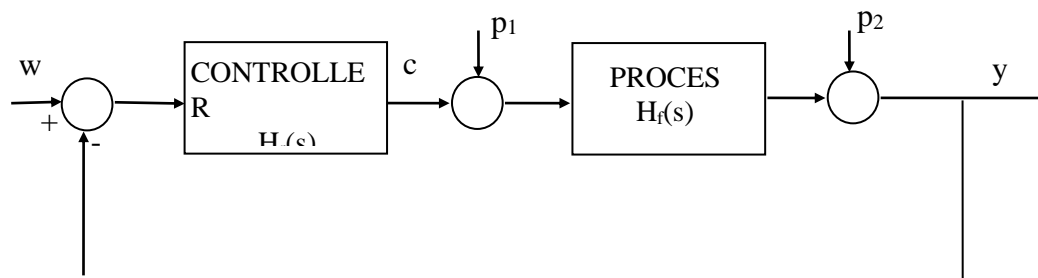 w
+
-
CONTROLLE
R
c
p1
PROCES
Hf(s)
p2
y